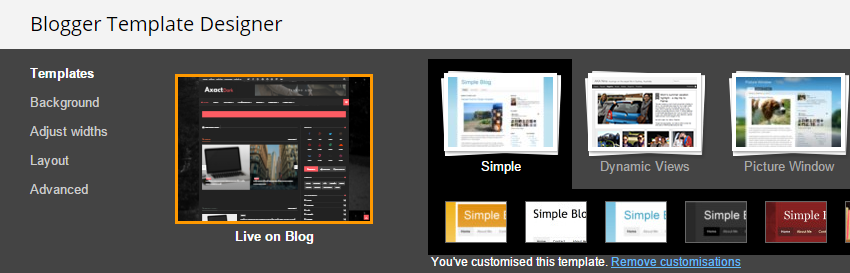 Blogger Template Designer
Templates
Background
Adjust widths
Layout
Advanced
AxactGeek
Live on Blog
Simple Blog
Simple
Dynamic Views
Picture Window
Simple B
Simple Blo
Simple B
Simple
Simple
You've customised this template. Remove customisations